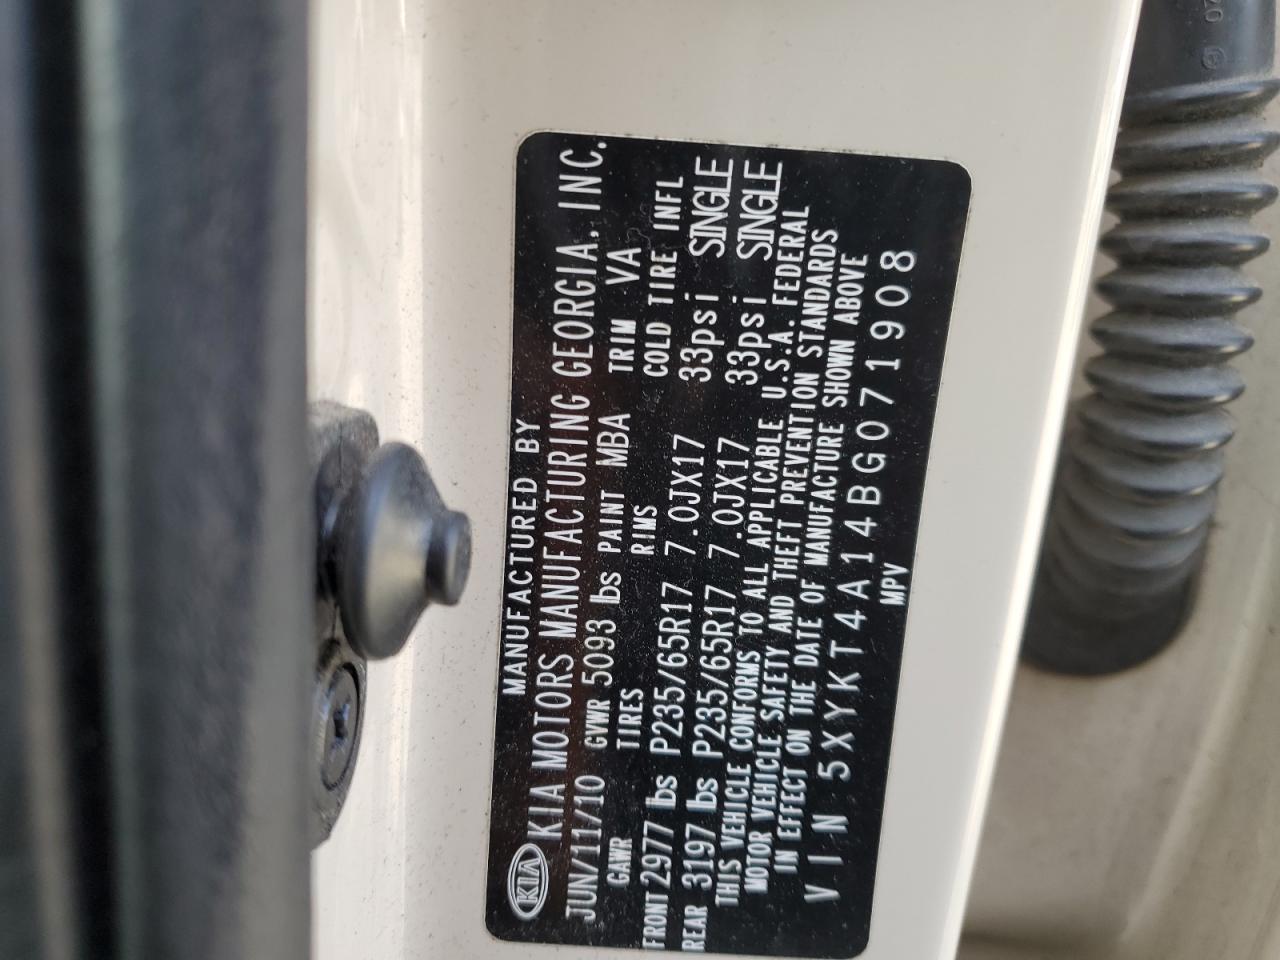 KIA
MANUFACTURED BY
KIA MOTORS MANUFACTURING GEORGIA, INC.
JUN/11/10 GVWR 5093 lbs PAINT MBA TRIM VA
GAWR TIRES RIMS COLD TIRE INFL
FRONT 2977 lbs P235/65R17 7.0JX17 33psi SINGLE
REAR 3197 lbs P235/65R17 7.0JX17 33psi SINGLE
THIS VEHICLE CONFORMS TO ALL APPLICABLE U.S.A. FEDERAL
MOTOR VEHICLE SAFETY AND THEFT PREVENTION STANDARDS
IN EFFECT ON THE DATE OF MANUFACTURE SHOWN ABOVE
VIN 5XYKT4A14BG071908
MPV